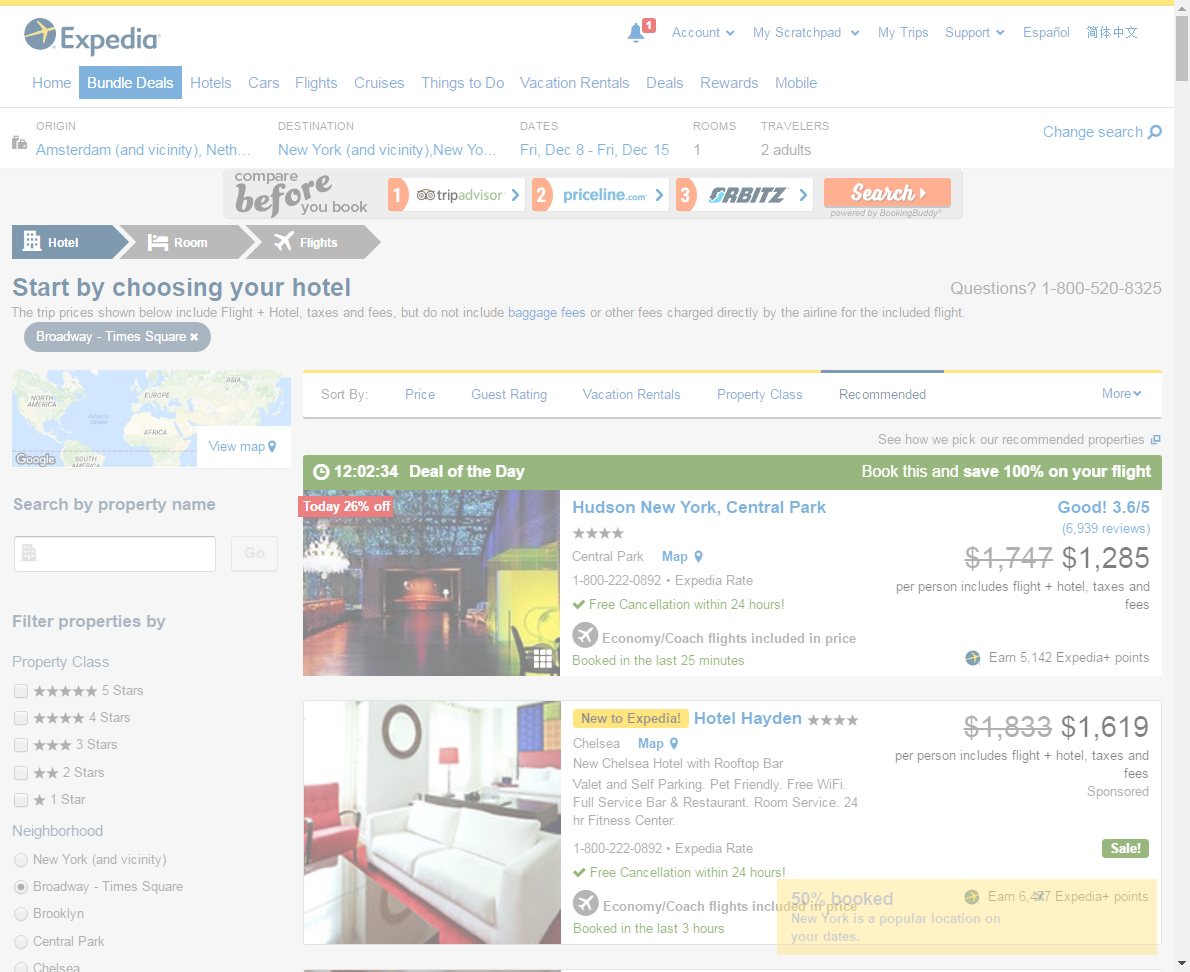 Expedia
1
Account
My Scratchpad
My Trips
Support
Español
简体中文
Home
Bundle Deals
Hotels
Cars
Flights
Cruises
Things to Do
Vacation Rentals
Deals
Rewards
Mobile
ORIGIN
DESTINATION
DATES
ROOMS
TRAVELERS
Amsterdam (and vicinity), Neth...
New York (and vicinity),New Yo...
Fri, Dec 8 - Fri, Dec 15
1
2 adults
Change search
compare
before
you book
1 tripadvisor
2 priceline.com
3 ORBITZ
Search
powered by BookingBuddy
Hotel
Room
Flights
Start by choosing your hotel
Questions? 1-800-520-8325
The trip prices shown below include Flight + Hotel, taxes and fees, but do not include baggage fees or other fees charged directly by the airline for the included flight.
Broadway - Times Square ×
NORTH
AMERICA
EUROPE
ASIA
Atlantic
Ocean
AFRICA
SOUTH
AMERICA
Google
View map
Sort By:
Price
Guest Rating
Vacation Rentals
Property Class
Recommended
More
See how we pick our recommended properties
12:02:34 Deal of the Day
Book this and save 100% on your flight
Search by property name
Go
Filter properties by
Property Class
★★★★★ 5 Stars
★★★★ 4 Stars
★★★ 3 Stars
★★ 2 Stars
★ 1 Star
Neighborhood
New York (and vicinity)
Broadway - Times Square
Brooklyn
Central Park
Chelsea
Today 26% off
Hudson New York, Central Park
★★★★
Central Park
Map
1-800-222-0892 • Expedia Rate
Free Cancellation within 24 hours!
Economy/Coach flights included in price
Booked in the last 25 minutes
Good! 3.6/5
(6,939 reviews)
$1,747 $1,285
per person includes flight + hotel, taxes and
fees
Earn 5,142 Expedia+ points
New to Expedia! Hotel Hayden ★★★★
Chelsea
Map
New Chelsea Hotel with Rooftop Bar
Valet and Self Parking. Pet Friendly. Free WiFi.
Full Service Bar & Restaurant. Room Service. 24
hr Fitness Center.
1-800-222-0892 • Expedia Rate
Free Cancellation within 24 hours!
Economy/Coach flights included in price
Booked in the last 3 hours
$1,833 $1,619
per person includes flight + hotel, taxes and
fees
Sponsored
Sale!
Earn 6,477 Expedia+ points
50% booked
New York is a popular location on
your dates.